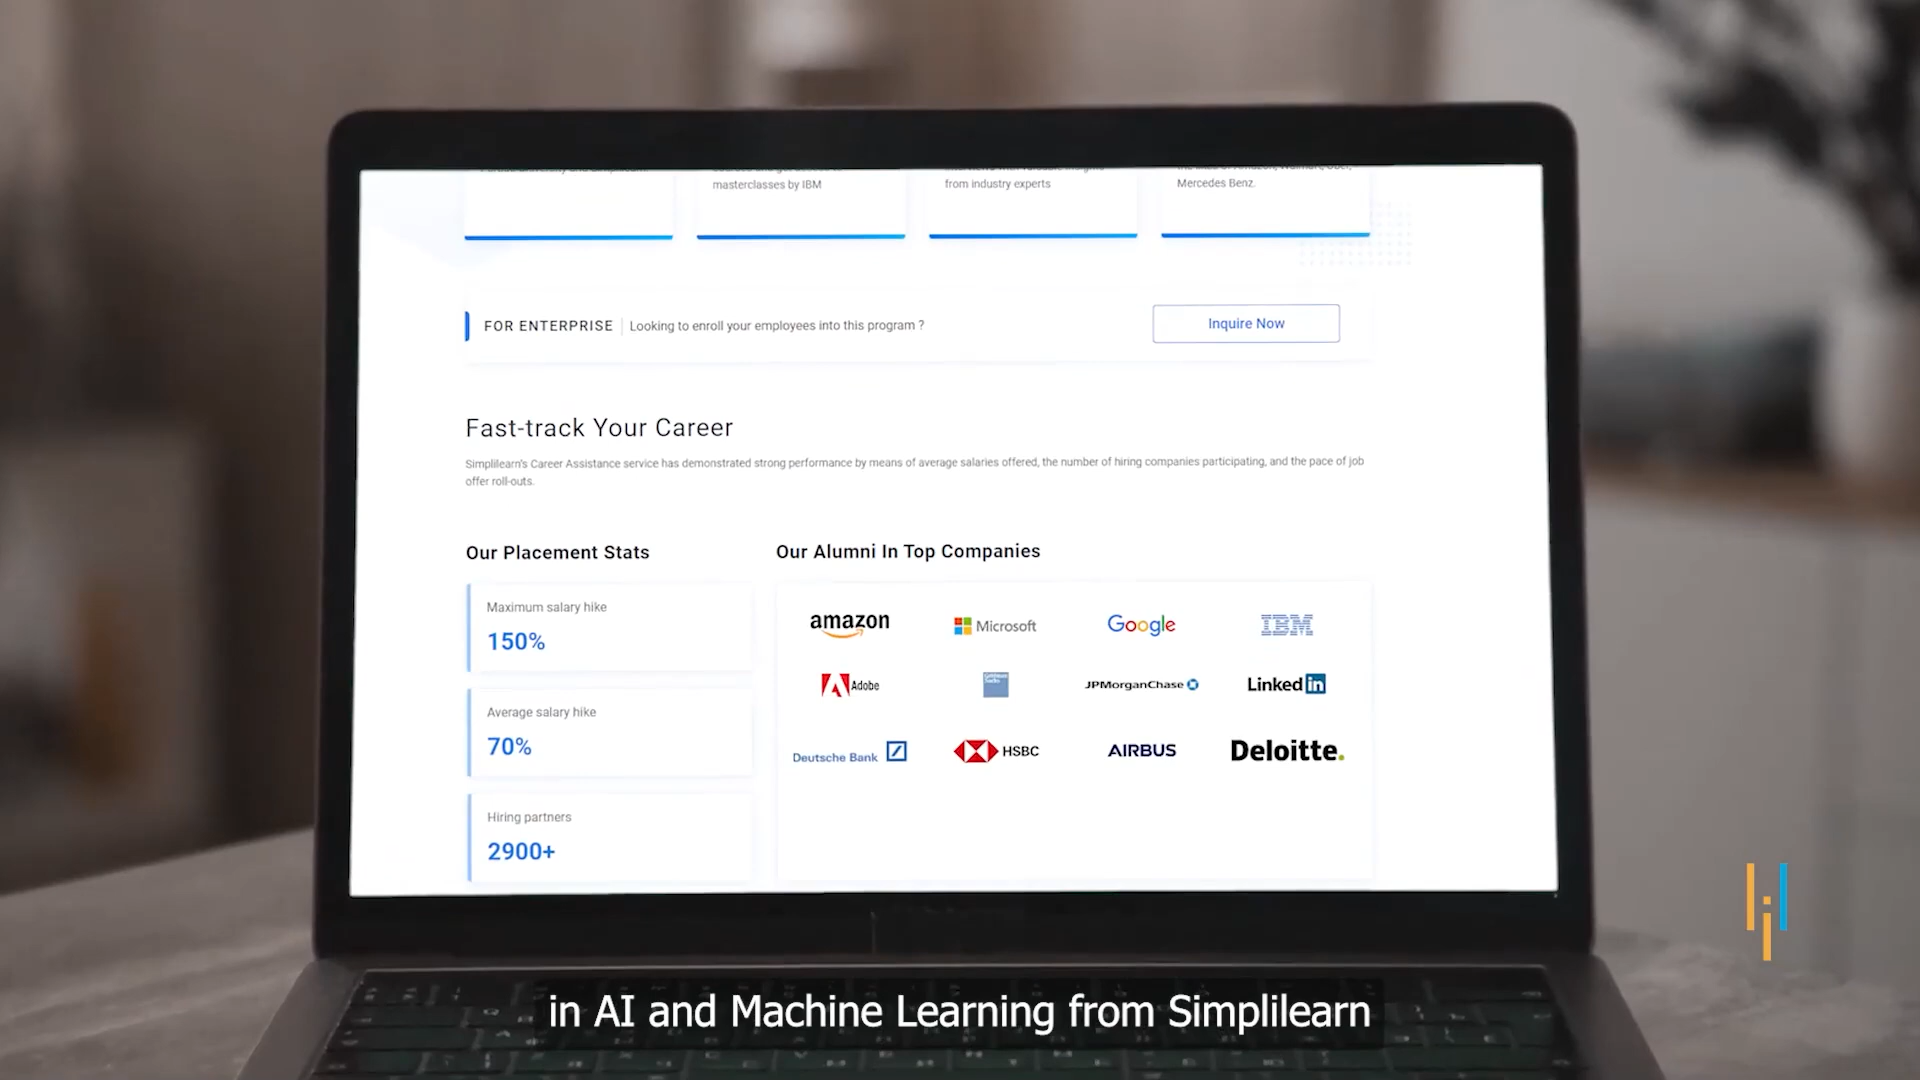 masterclasses by IBM
from industry experts
Mercedes Benz.
FOR ENTERPRISE Looking to enroll your employees into this program ?
Inquire Now
Fast-track Your Career
Simplilearn's Career Assistance service has demonstrated strong performance by means of average salaries offered, the number of hiring companies participating, and the pace of job
offer roll-outs.
Our Placement Stats
Maximum salary hike
150%
Average salary hike
70%
Hiring partners
2900+
Our Alumni In Top Companies
amazon Microsoft Google IBM
Adobe JPMorganChase Linkedin
Deutsche Bank HSBC AIRBUS Deloitte.
in AI and Machine Learning from Simplilearn